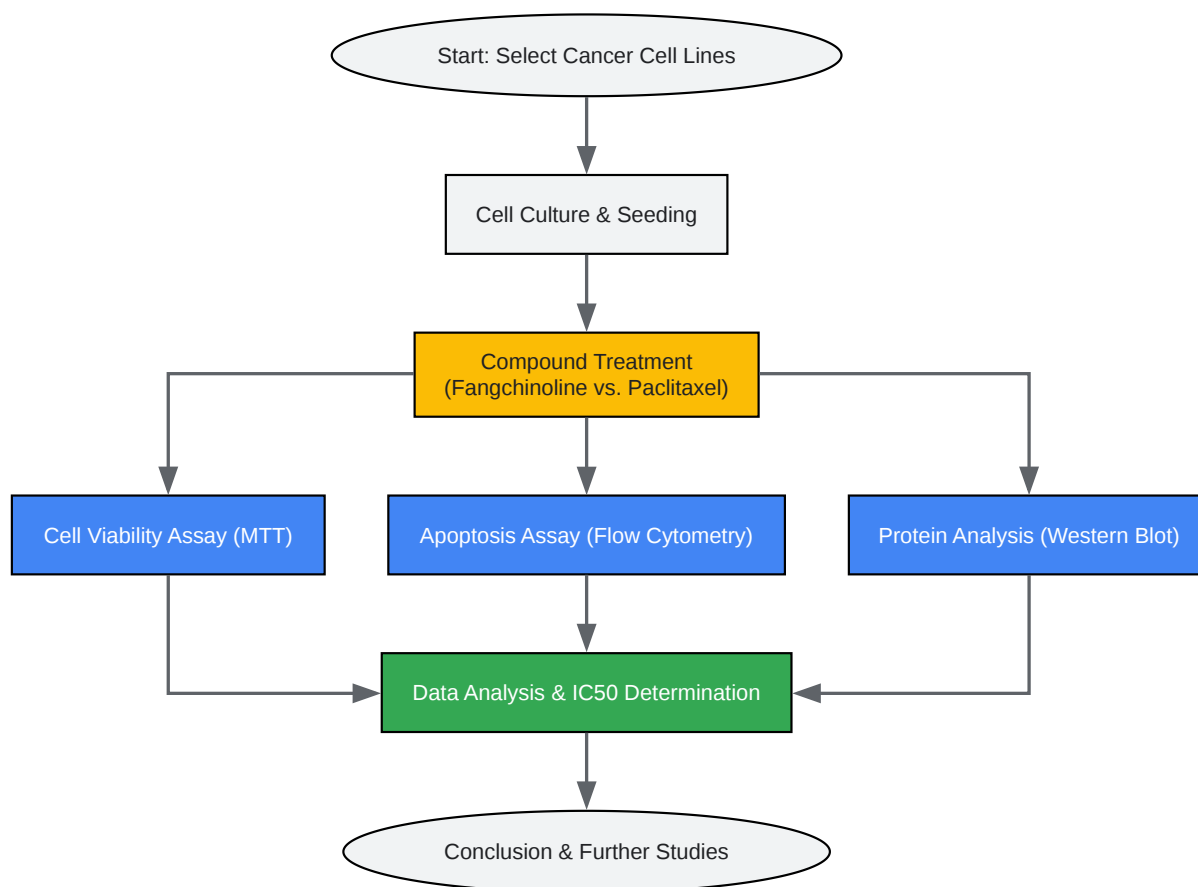 Start: Select Cancer Cell Lines
Cell Culture & Seeding
Compound Treatment
(Fangchinoline vs. Paclitaxel)
Cell Viability Assay (MTT)
Apoptosis Assay (Flow Cytometry)
Protein Analysis (Western Blot)
Data Analysis & IC50 Determination
Conclusion & Further Studies